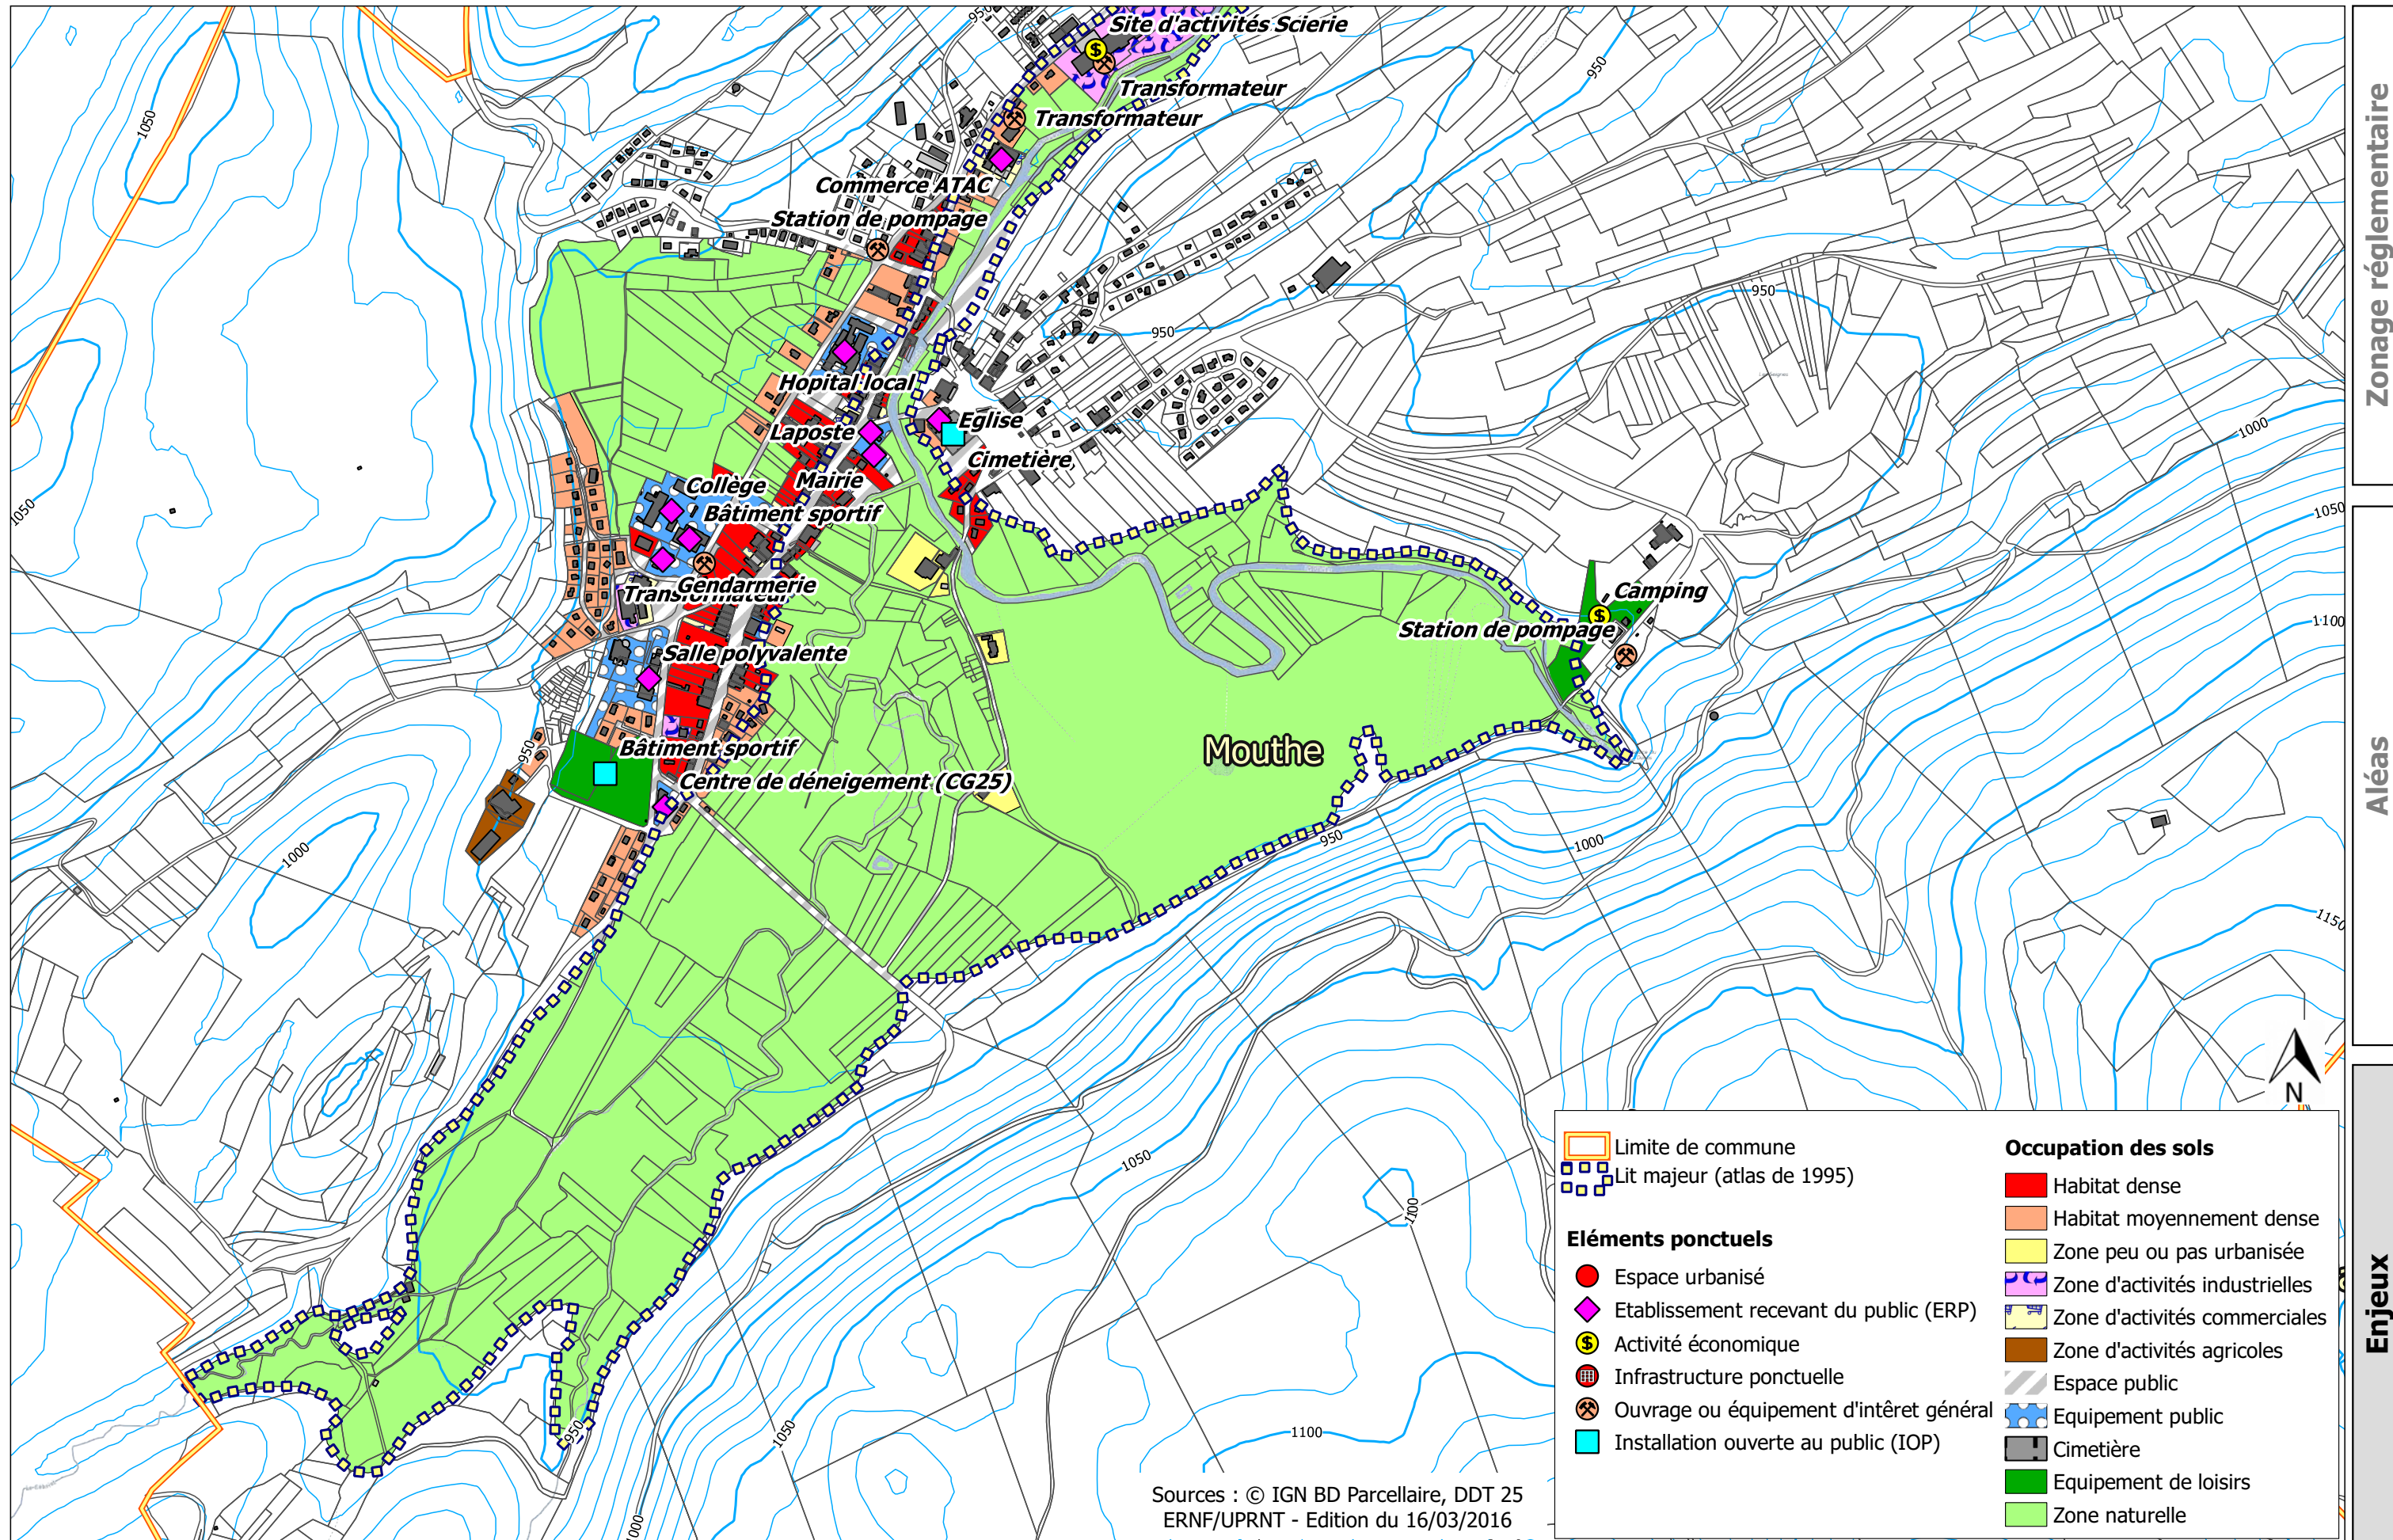 Site d'activités Scierie
Transformateur
Transformateur
Commerce ATAC
Station de pompage
Hopital local
Laposte
Eglise
Cimetière
Collège
Mairie
Bâtiment sportif
Gendarmerie
Transformateur
Salle polyvalente
Camping
Station de pompage
Bâtiment sportif
Centre de déneigement (CG25)
Mouthe
950
950
950
950
950
950
950
1000
1000
1000
1000
1050
1050
1050
1050
1050
1100
1100
1100
1150
N
Zonage réglementaire
Aléas
Enjeux
Limite de commune
Lit majeur (atlas de 1995)
Eléments ponctuels
Espace urbanisé
Etablissement recevant du public (ERP)
Activité économique
Infrastructure ponctuelle
Ouvrage ou équipement d'intêret général
Installation ouverte au public (IOP)
Occupation des sols
Habitat dense
Habitat moyennement dense
Zone peu ou pas urbanisée
Zone d'activités industrielles
Zone d'activités commerciales
Zone d'activités agricoles
Espace public
Equipement public
Cimetière
Equipement de loisirs
Zone naturelle
Sources : © IGN BD Parcellaire, DDT 25
ERNF/UPRNT - Edition du 16/03/2016